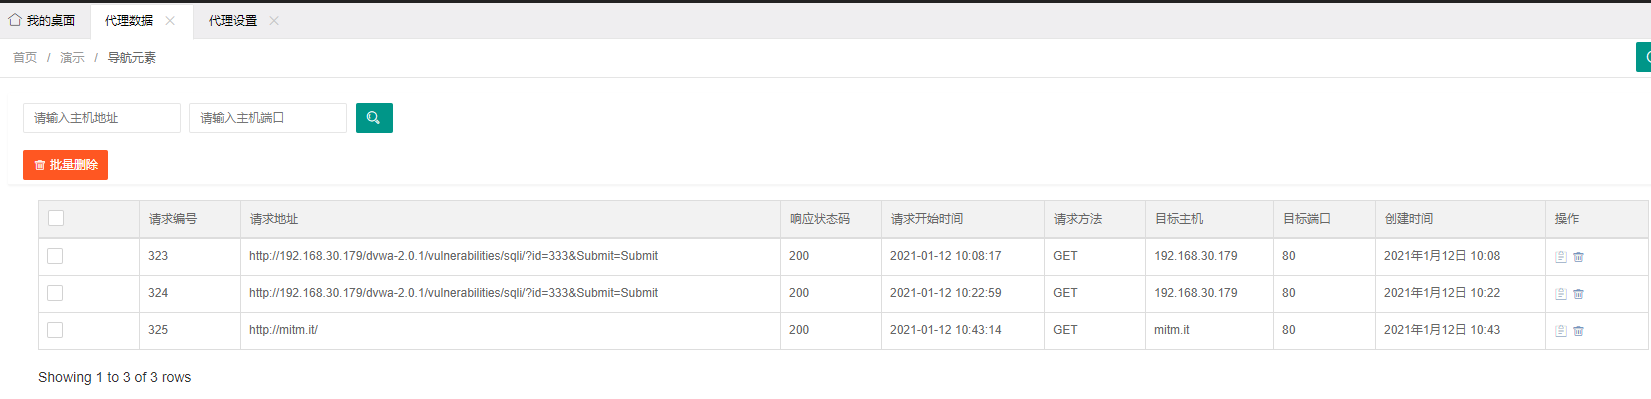 我的桌面 代理数据 代理设置
首页 / 演示 / 导航元素
请输入主机地址 请输入主机端口
批量删除
请求编号 请求地址 响应状态码 请求开始时间 请求方法 目标主机 目标端口 创建时间 操作
323 http://192.168.30.179/dvwa-2.0.1/vulnerabilities/sqli/?id=333&Submit=Submit 200 2021-01-12 10:08:17 GET 192.168.30.179 80 2021年1月12日 10:08
324 http://192.168.30.179/dvwa-2.0.1/vulnerabilities/sqli/?id=333&Submit=Submit 200 2021-01-12 10:22:59 GET 192.168.30.179 80 2021年1月12日 10:22
325 http://mitm.it/ 200 2021-01-12 10:43:14 GET mitm.it 80 2021年1月12日 10:43
Showing 1 to 3 of 3 rows